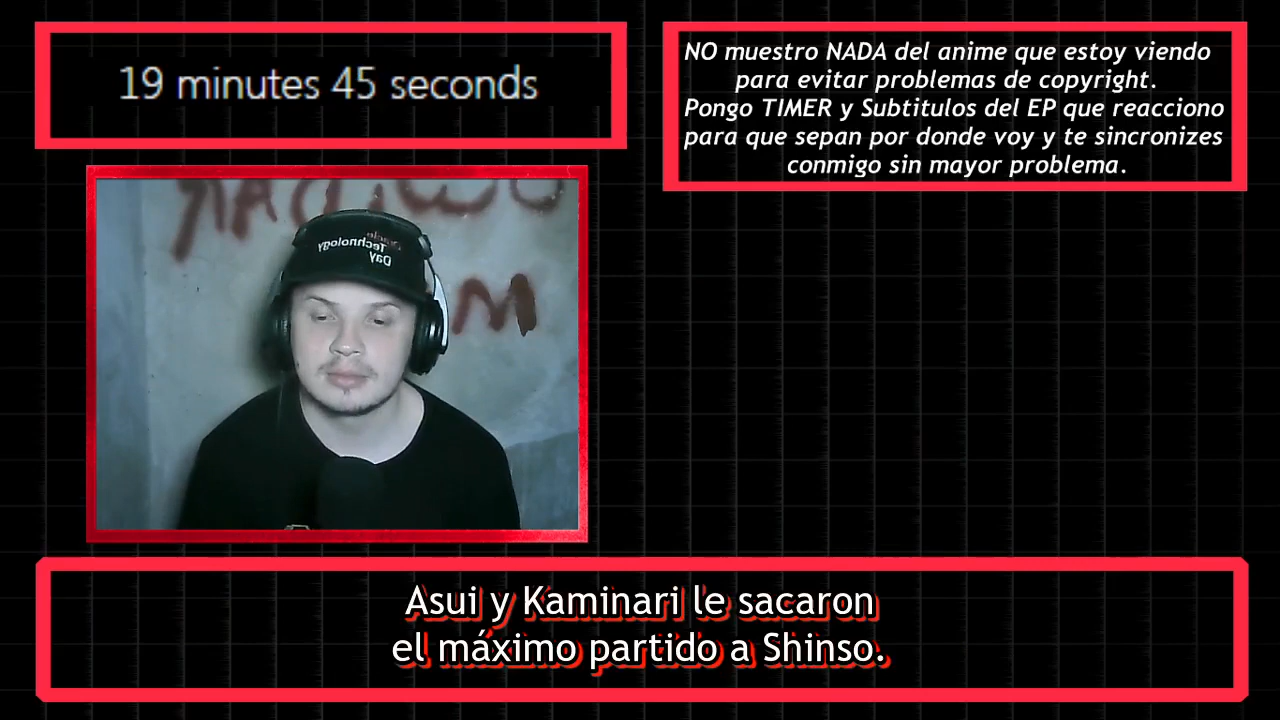 19 minutes 45 seconds
NO muestro NADA del anime que estoy viendo
para evitar problemas de copyright.
Pongo TIMER y Subtitulos del EP que reacciono
para que sepan por donde voy y te sincronizes
conmigo sin mayor problema.
Oracle
Technology
Day
Asui y Kaminari le sacaron
el máximo partido a Shinso.